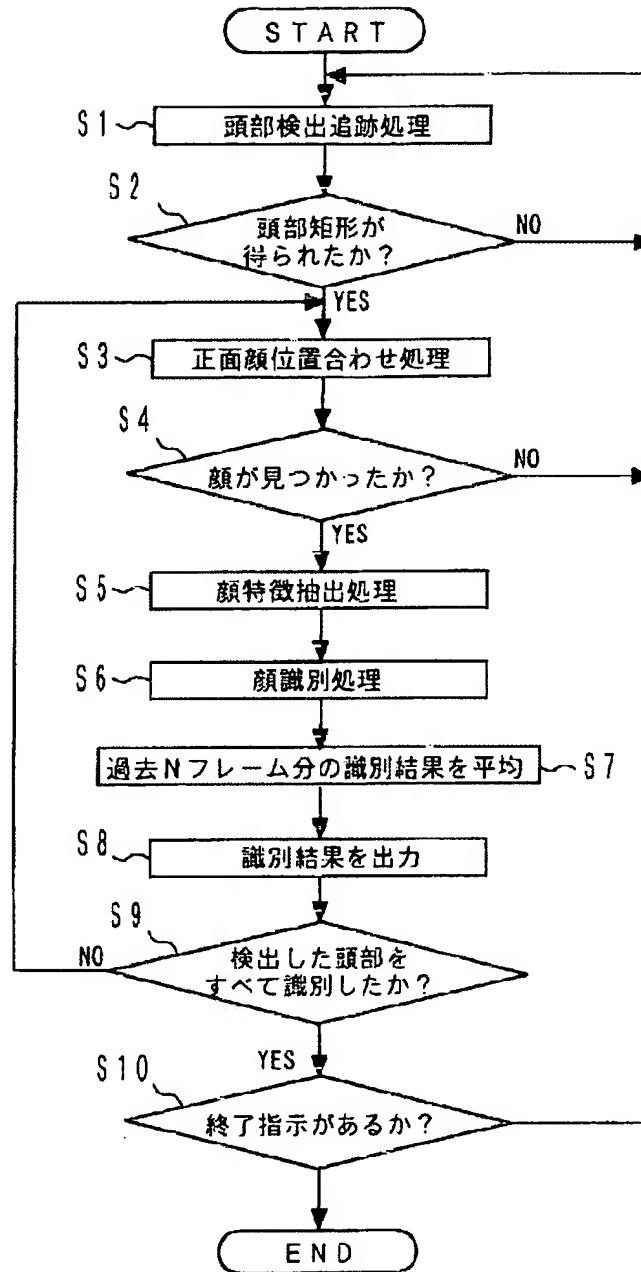 START
S1
頭部検出追跡処理
S2
頭部矩形が
得られたか？
NO
YES
S3
正面顔位置合わせ処理
S4
顔が見つかったか？
NO
YES
S5
顔特徴抽出処理
S6
顔識別処理
過去Nフレーム分の識別結果を平均
S7
S8
識別結果を出力
S9
NO
検出した頭部を
すべて識別したか？
YES
S10
終了指示があるか？
END